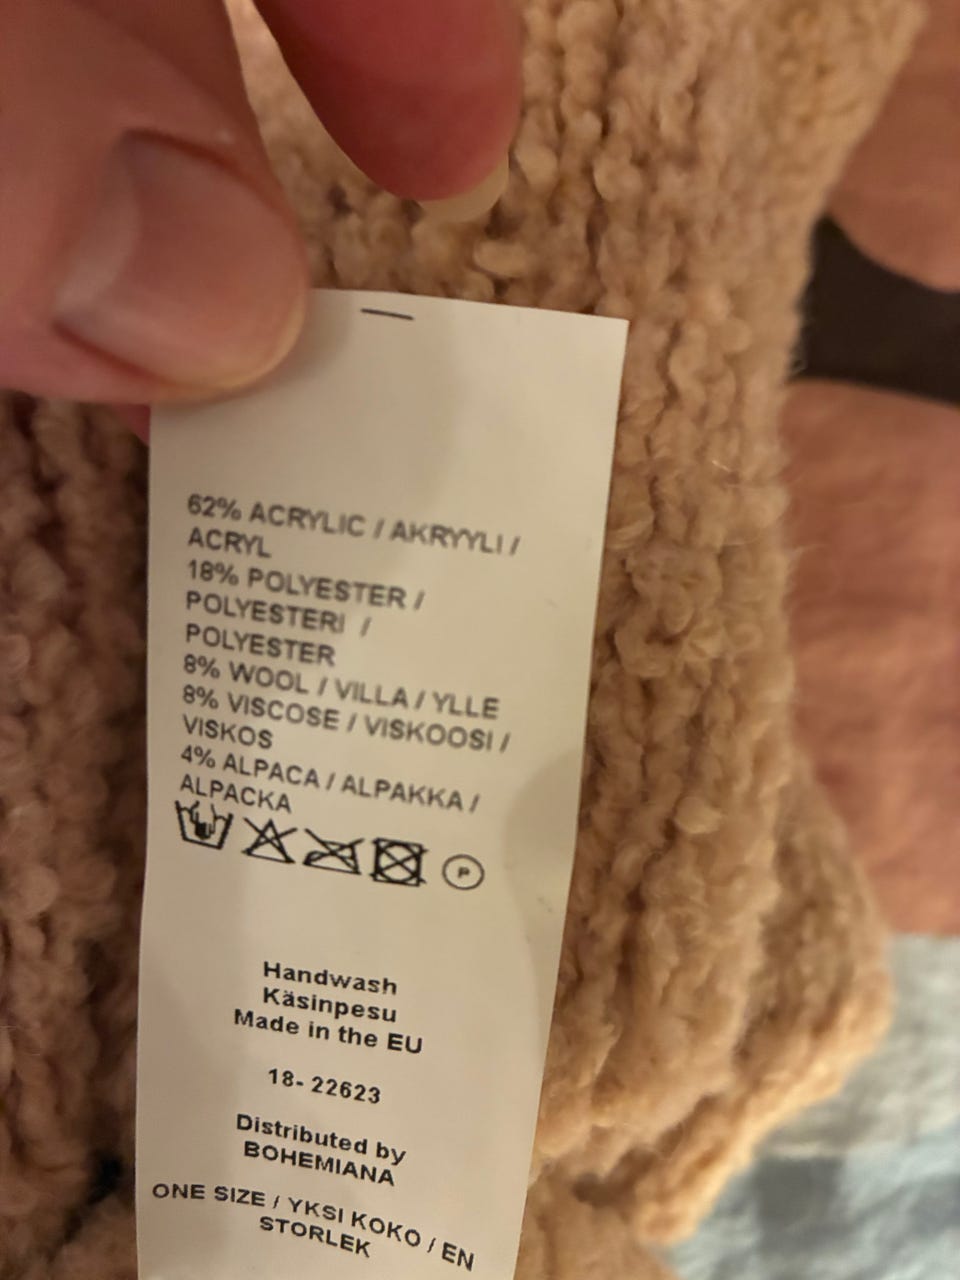 62% ACRYLIC / AKRYYLI /
ACRYL
18% POLYESTER /
POLYESTERI /
POLYESTER
8% WOOL / VILLA / YLLE
8% VISCOSE / VISKOOSI /
VISKOS
4% ALPACA / ALPAKKA /
ALPACKA
P
Handwash
Käsinpesu
Made in the EU
18- 22623
Distributed by
BOHEMIANA
ONE SIZE / YKSI KOKO / EN
STORLEK